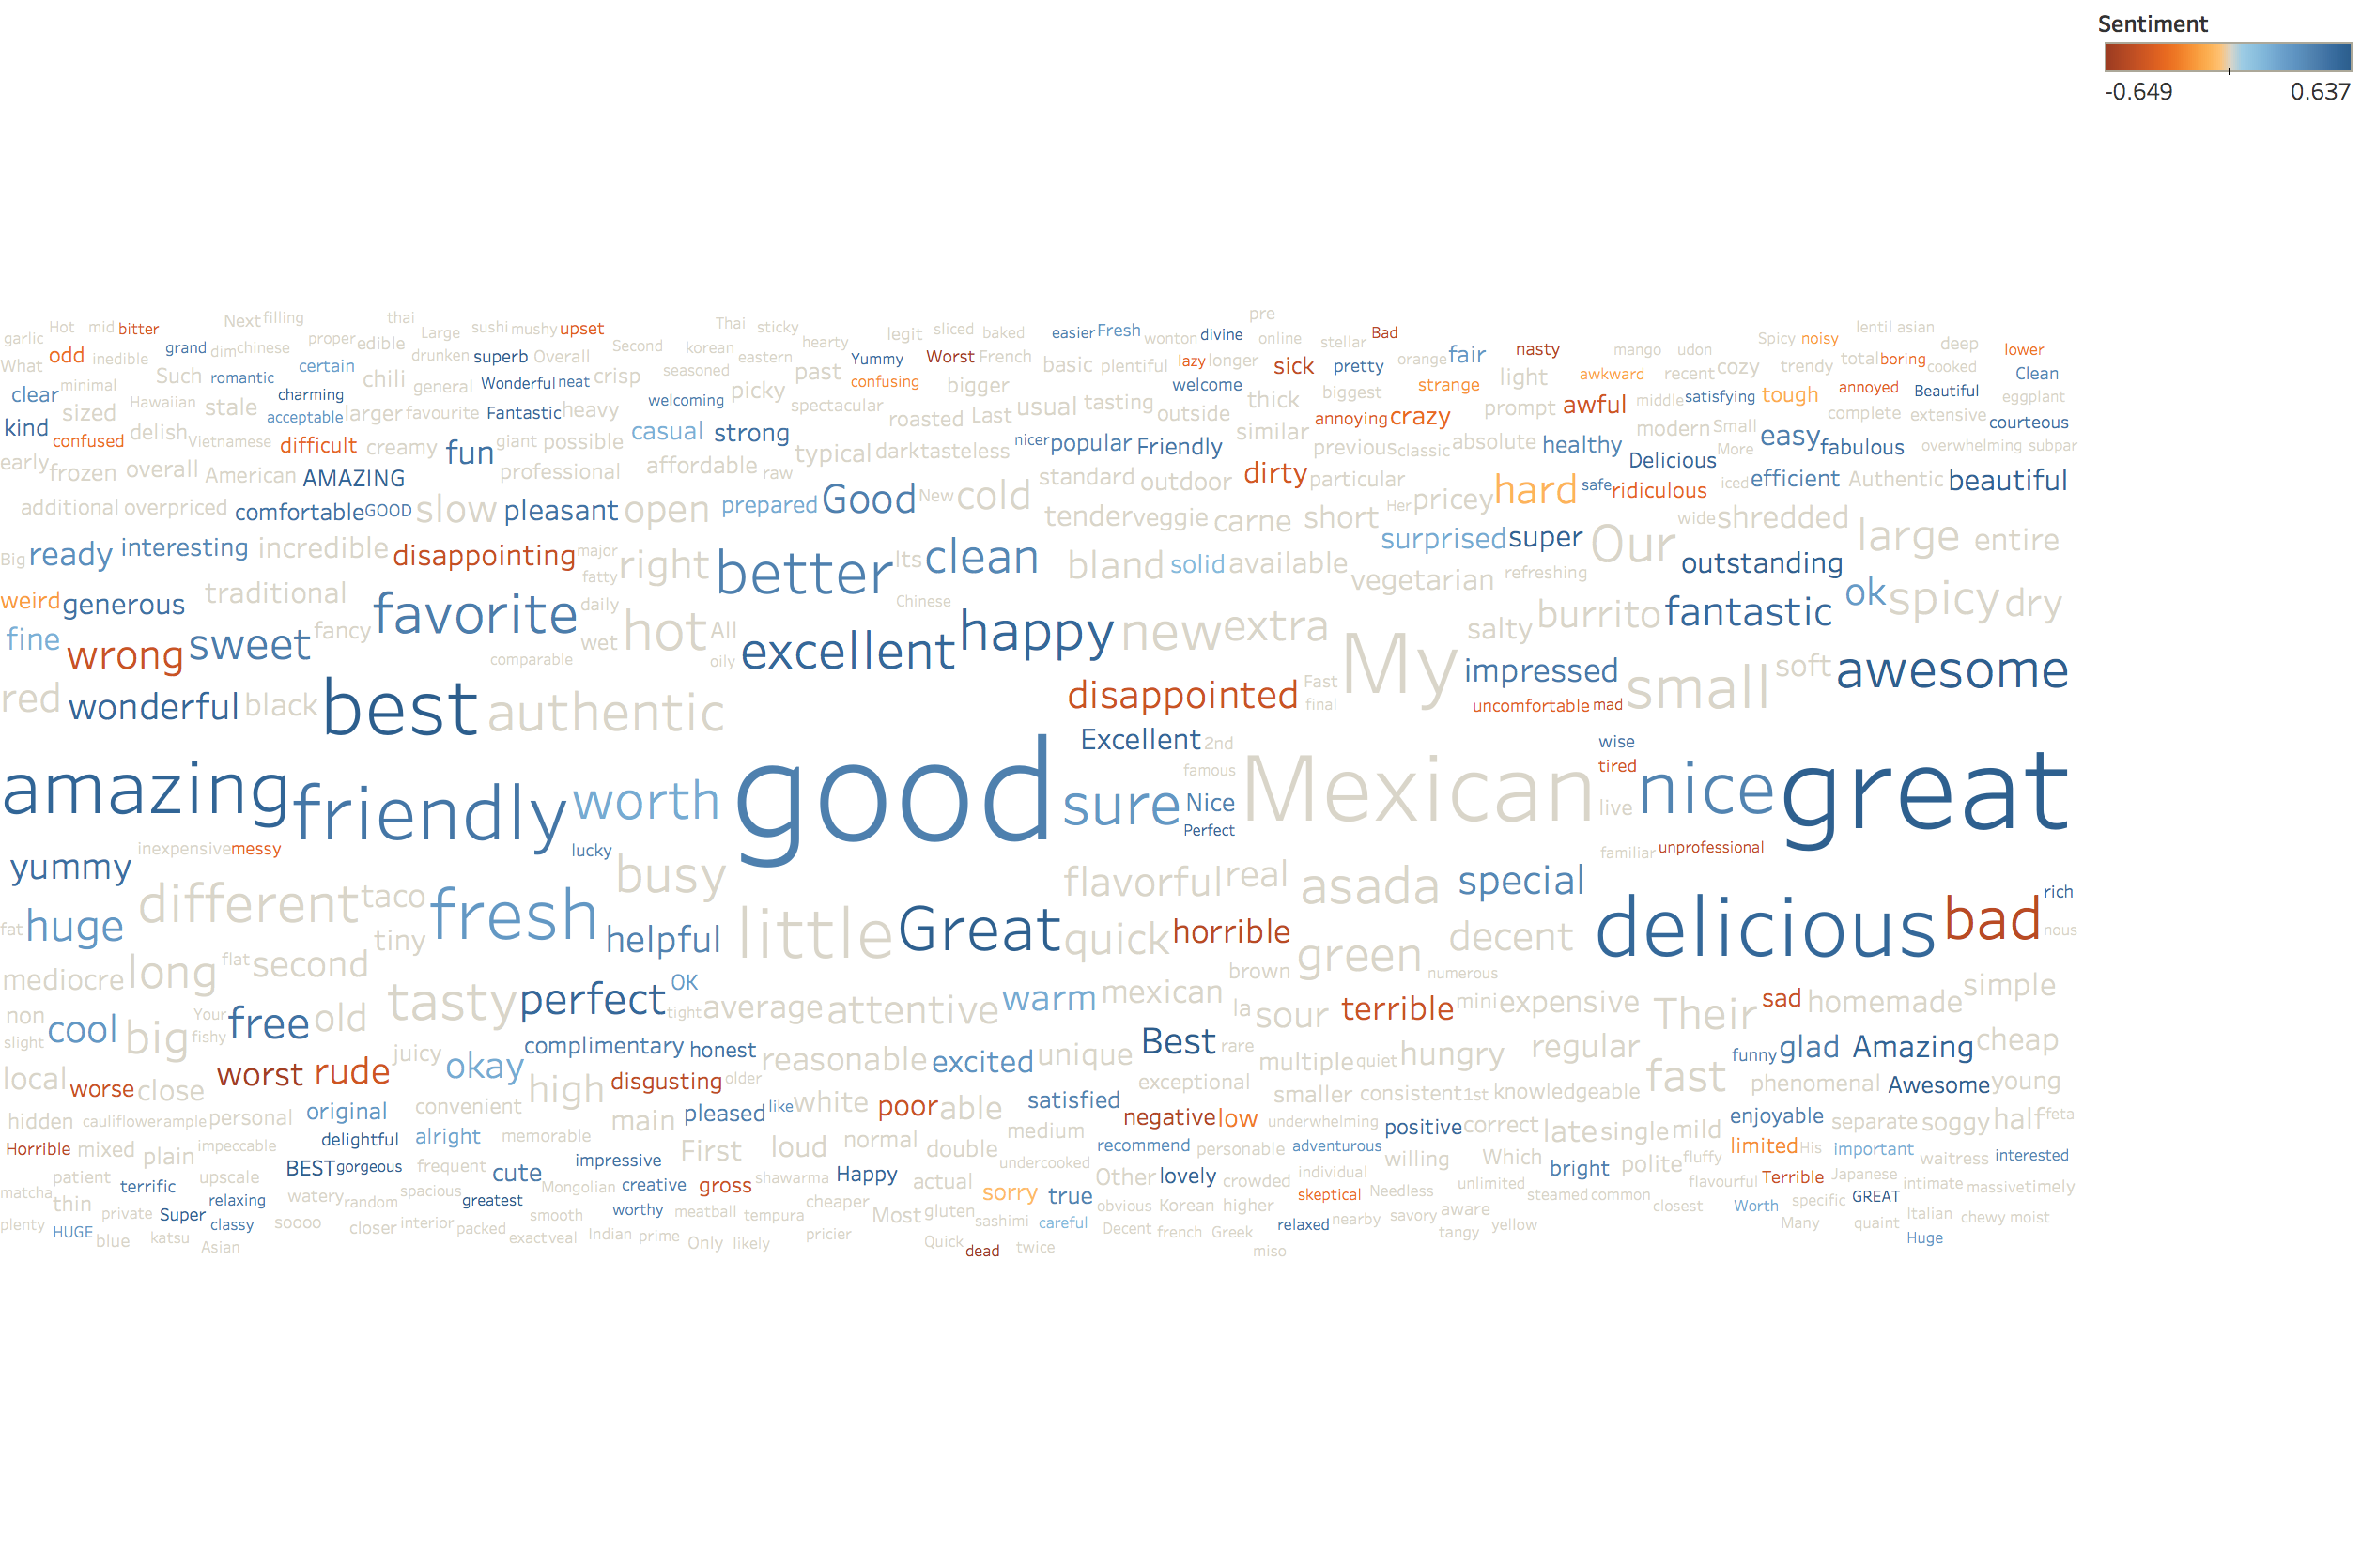 Sentiment
-0.649 0.637
pre
garlic Hot mid bitter Next filling thai Large sushi mushy upset Thai sticky legit sliced baked easier Fresh wonton divine online stellar Bad Spicy noisy lentil asian
What odd inedible grand dim chinese proper edible drunken superb Overall Second korean eastern hearty Yummy Worst French basic plentiful lazy longer sick pretty orange fair nasty mango udon trendy total boring deep cooked lower
clear minimal Such romantic certain chili general Wonderful neat crisp seasoned picky past confusing bigger welcome biggest strange light awkward recent cozy annoyed Beautiful Clean
kind sized Hawaiian stale charming acceptable larger favourite Fantastic heavy welcoming spectacular roasted Last usual tasting outside thick annoying crazy prompt awful middle satisfying tough complete extensive eggplant courteous
confused delish Vietnamese difficult creamy fun giant possible casual strong typical dark tasteless nicer popular Friendly similar previous classic absolute healthy modern Small easy fabulous overwhelming subpar
early frozen overall American AMAZING professional affordable raw standard outdoor dirty particular Delicious More efficient Authentic beautiful
additional overpriced comfortable GOOD slow pleasant open prepared Good New cold tender veggie carne short Her pricey hard safe ridiculous iced wide shredded large entire
Big ready interesting incredible disappointing major fatty right better Its clean bland solid available surprised super Our outstanding
weird generous traditional favorite daily Chinese vegetarian refreshing burrito fantastic ok spicy dry
fine wrong sweet fancy comparable wet hot All oily excellent happy new extra My salty impressed small soft awesome
red wonderful black best authentic disappointed Fast final uncomfortable mad
Excellent 2nd wise
amazing friendly worth good sure Nice famous Perfect Mexican tired live nice great
yummy inexpensive messy lucky busy familiar unprofessional
different taco flavorful real asada special rich
fat huge tiny fresh helpful little Great quick horrible green decent delicious bad nous
mediocre long flat second brown numerous
non cool big Your fishy free old tasty perfect OK tight average attentive warm mexican la sour terrible mini expensive Their sad homemade simple
slight juicy okay complimentary honest reasonable excited unique Best rare multiple quiet hungry regular funny glad Amazing cheap
local worse close worst rude high disgusting older exceptional smaller consistent 1st knowledgeable fast phenomenal Awesome young
hidden cauliflower ample personal original convenient main pleased like white poor able satisfied negative low underwhelming positive correct late single mild enjoyable separate soggy half feta
Horrible mixed plain impeccable delightful alright memorable First loud normal double medium recommend personable adventurous willing Which limited His important waitress interested
matcha patient terrific upscale BEST gorgeous frequent cute impressive Mongolian creative gross shawarma Happy actual undercooked Other lovely crowded individual unlimited bright polite fluffy flavourful Terrible Japanese intimate massive timely
plenty thin private Super relaxing watery random spacious greatest smooth worthy meatball tempura cheaper Most gluten sorry true obvious Korean higher skeptical Needless savory aware steamed common closest Worth specific GREAT
HUGE blue katsu classy soooo closer interior packed exact veal Indian prime Only likely pricier Quick sashimi careful Decent french Greek relaxed nearby tangy yellow Many quaint Italian chewy moist
Asian dead twice miso Huge